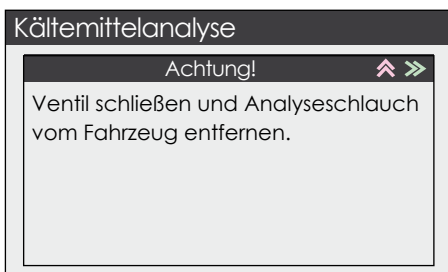 Kältemittelanalyse
Achtung!
Ventil schließen und Analyseschlauch
vom Fahrzeug entfernen.